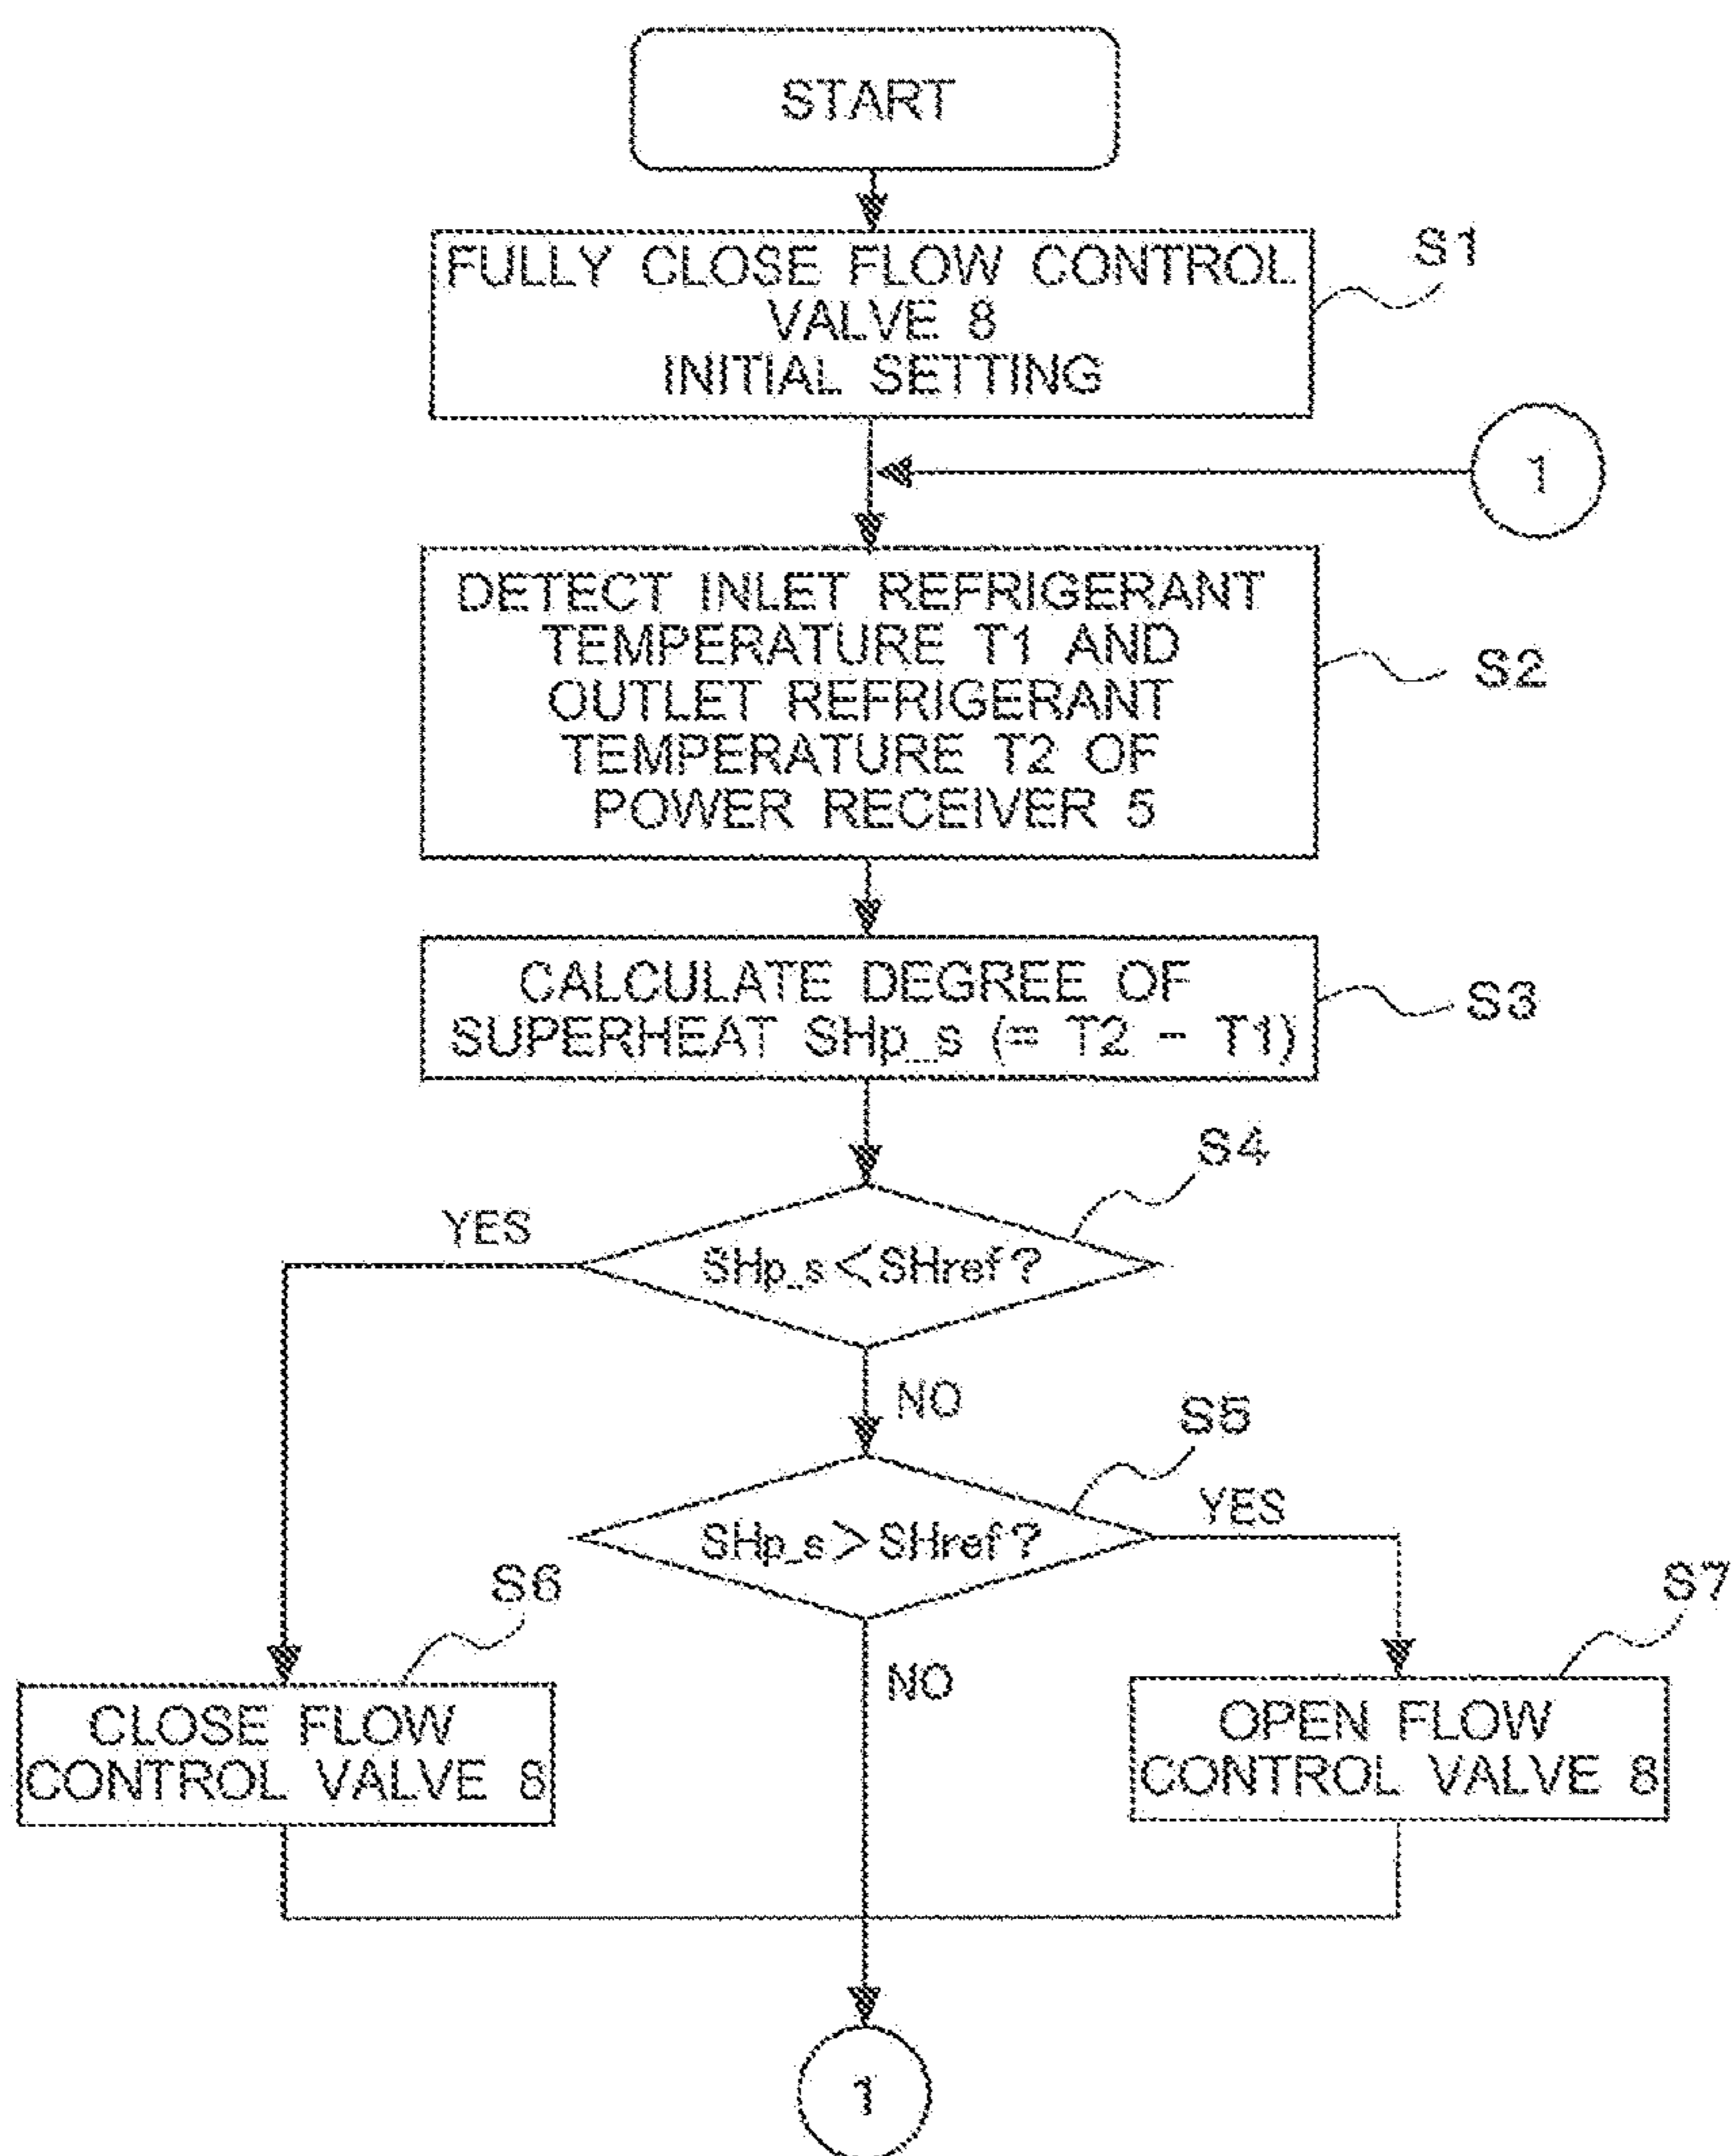 START
FULLY CLOSE FLOW CONTROL
VALVE 8
INITIAL SETTING
S1
1
DETECT INLET REFRIGERANT
TEMPERATURE T1 AND
OUTLET REFRIGERANT
TEMPERATURE T2 OF
POWER RECEIVER 5
S2
CALCULATE DEGREE OF
SUPERHEAT SHp_s (= T2 - T1)
S3
S4
YES
SHp_s<SHref?
NO
S5
SHp_s>SHref?
YES
S6
S7
NO
CLOSE FLOW
CONTROL VALVE 8
OPEN FLOW
CONTROL VALVE 8
1